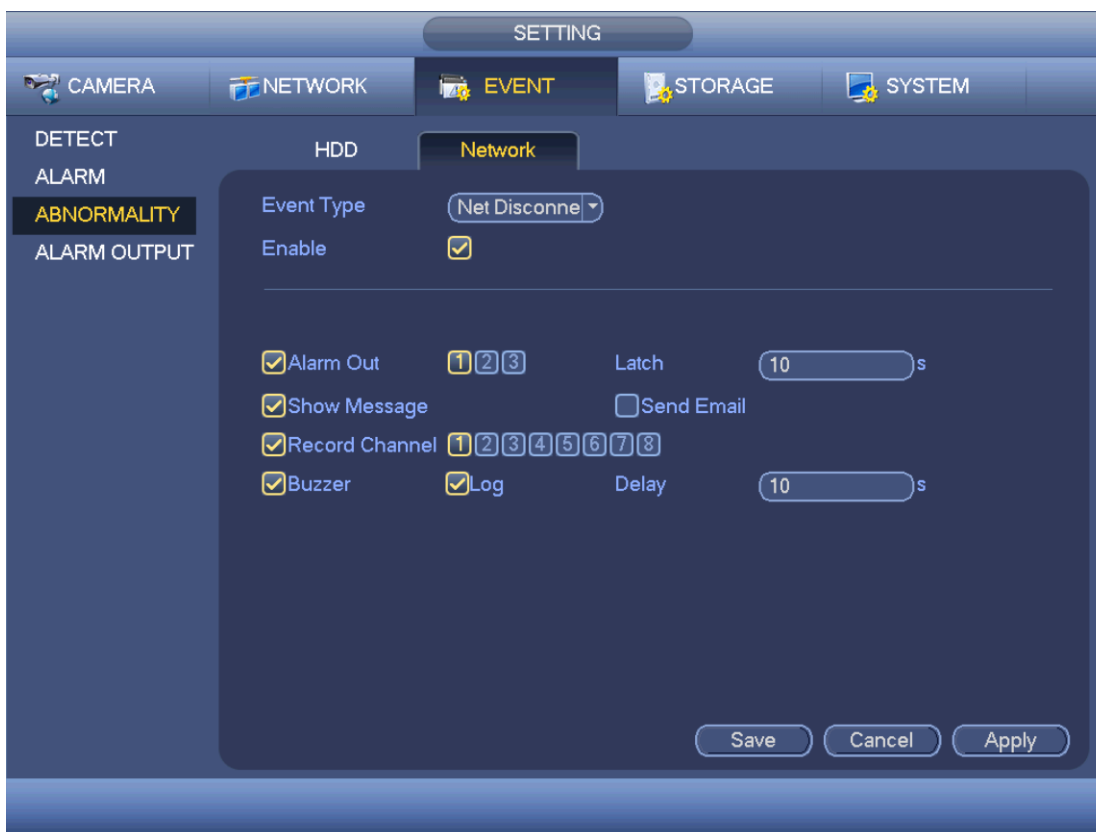 SETTING
CAMERA NETWORK EVENT STORAGE SYSTEM
DETECT
ALARM
ABNORMALITY
ALARM OUTPUT
HDD Network
Event Type Net Disconne
Enable
Alarm Out 1 2 3 Latch 10 s
Show Message Send Email
Record Channel 1 2 3 4 5 6 7 8
Buzzer Log Delay 10 s
Save Cancel Apply